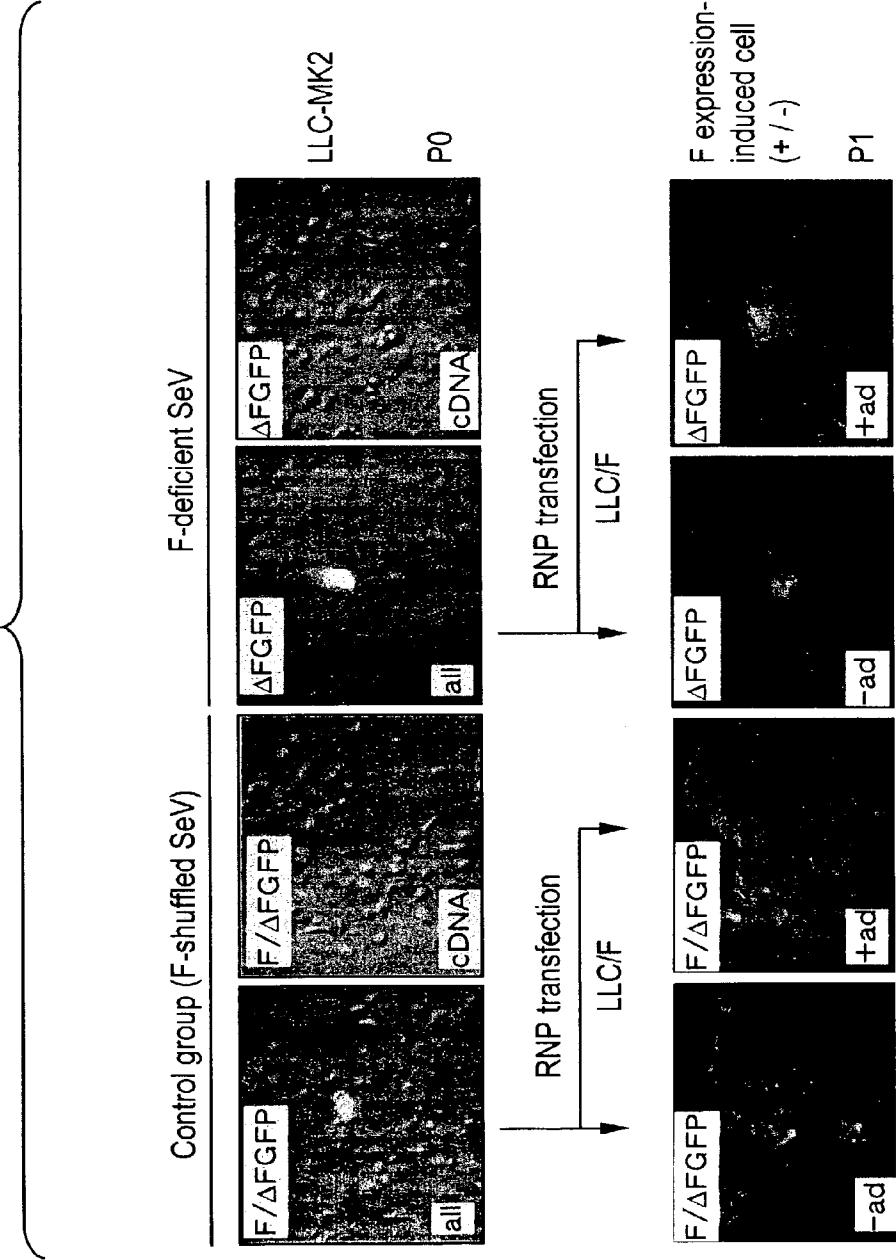 Control group (F-shuffled SeV)
F-deficient SeV
F/ΔFGFP
all
F/ΔFGFP
cDNA
ΔFGFP
all
ΔFGFP
cDNA
LLC-MK2
P0
RNP transfection
LLC/F
RNP transfection
LLC/F
F/ΔFGFP
-ad
F/ΔFGFP
+ad
ΔFGFP
-ad
ΔFGFP
+ad
F expression-
induced cell
(+ / -)
P1